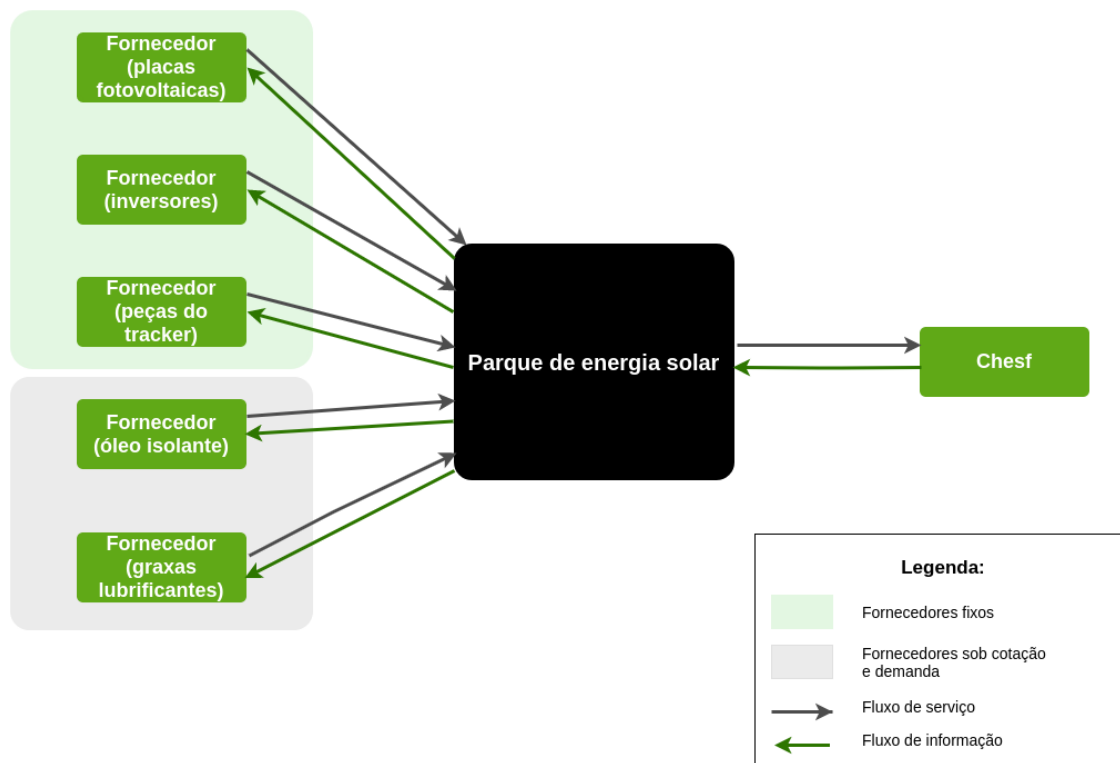 Fornecedor
(placas
fotovoltaicas)
Fornecedor
(inversores)
Fornecedor
(peças do
tracker)
Fornecedor
(óleo isolante)
Fornecedor
(graxas
lubrificantes)
Parque de energia solar
Chesf
Legenda:
Fornecedores fixos
Fornecedores sob cotação
e demanda
Fluxo de serviço
Fluxo de informação